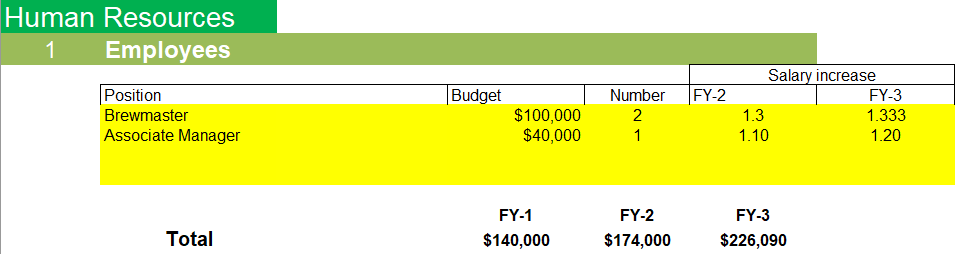 Human Resources
1 Employees
Salary increase
Position Budget Number FY-2 FY-3
Brewmaster $100,000 2 1.3 1.333
Associate Manager $40,000 1 1.10 1.20
FY-1 FY-2 FY-3
Total $140,000 $174,000 $226,090